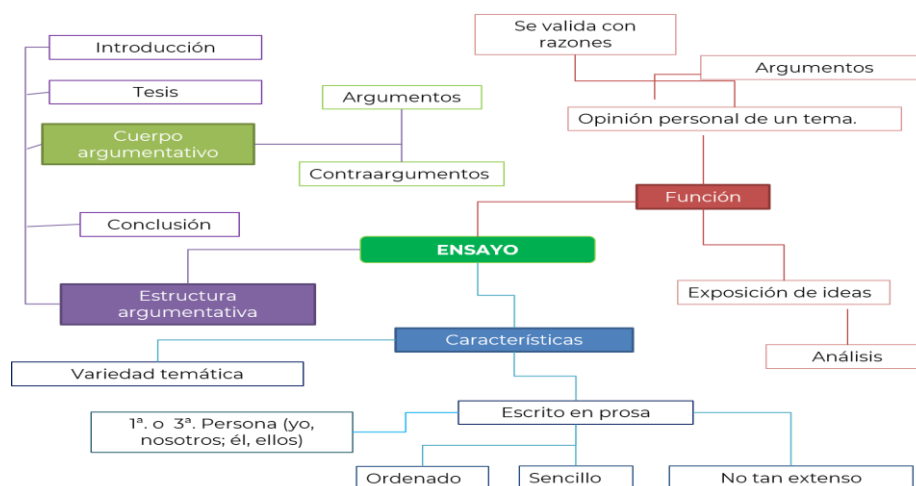 Se valida con
razones
Introducción
Argumentos
Tesis
Argumentos
Opinión personal de un tema.
Cuerpo
argumentativo
Contraargumentos
Función
Conclusión
ENSAYO
Estructura
argumentativa
Exposición de ideas
Características
Análisis
Variedad temática
1ª. o 3ª. Persona (yo,
nosotros; él, ellos)
Escrito en prosa
Ordenado
Sencillo
No tan extenso